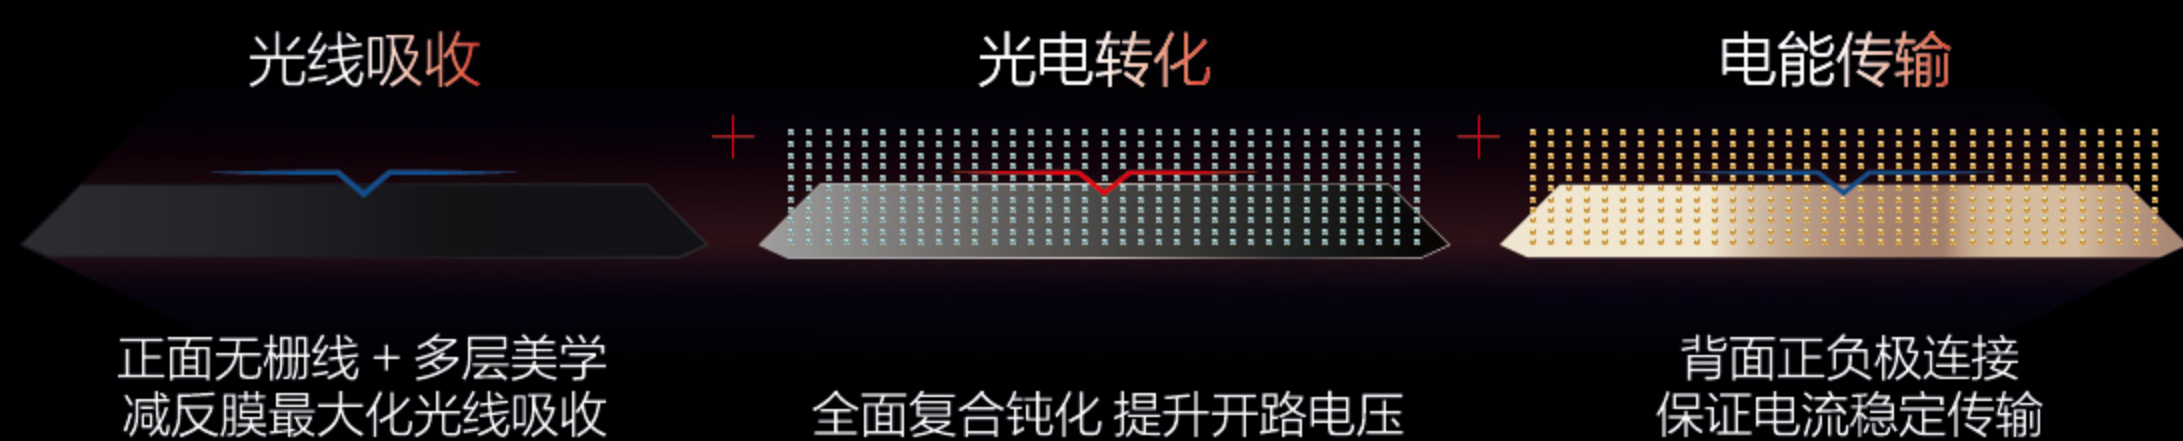 光线吸收
光电转化
电能传输
正面无栅线 + 多层美学
减反膜最大化光线吸收
全面复合钝化 提升开路电压
背面正负极连接
保证电流稳定传输